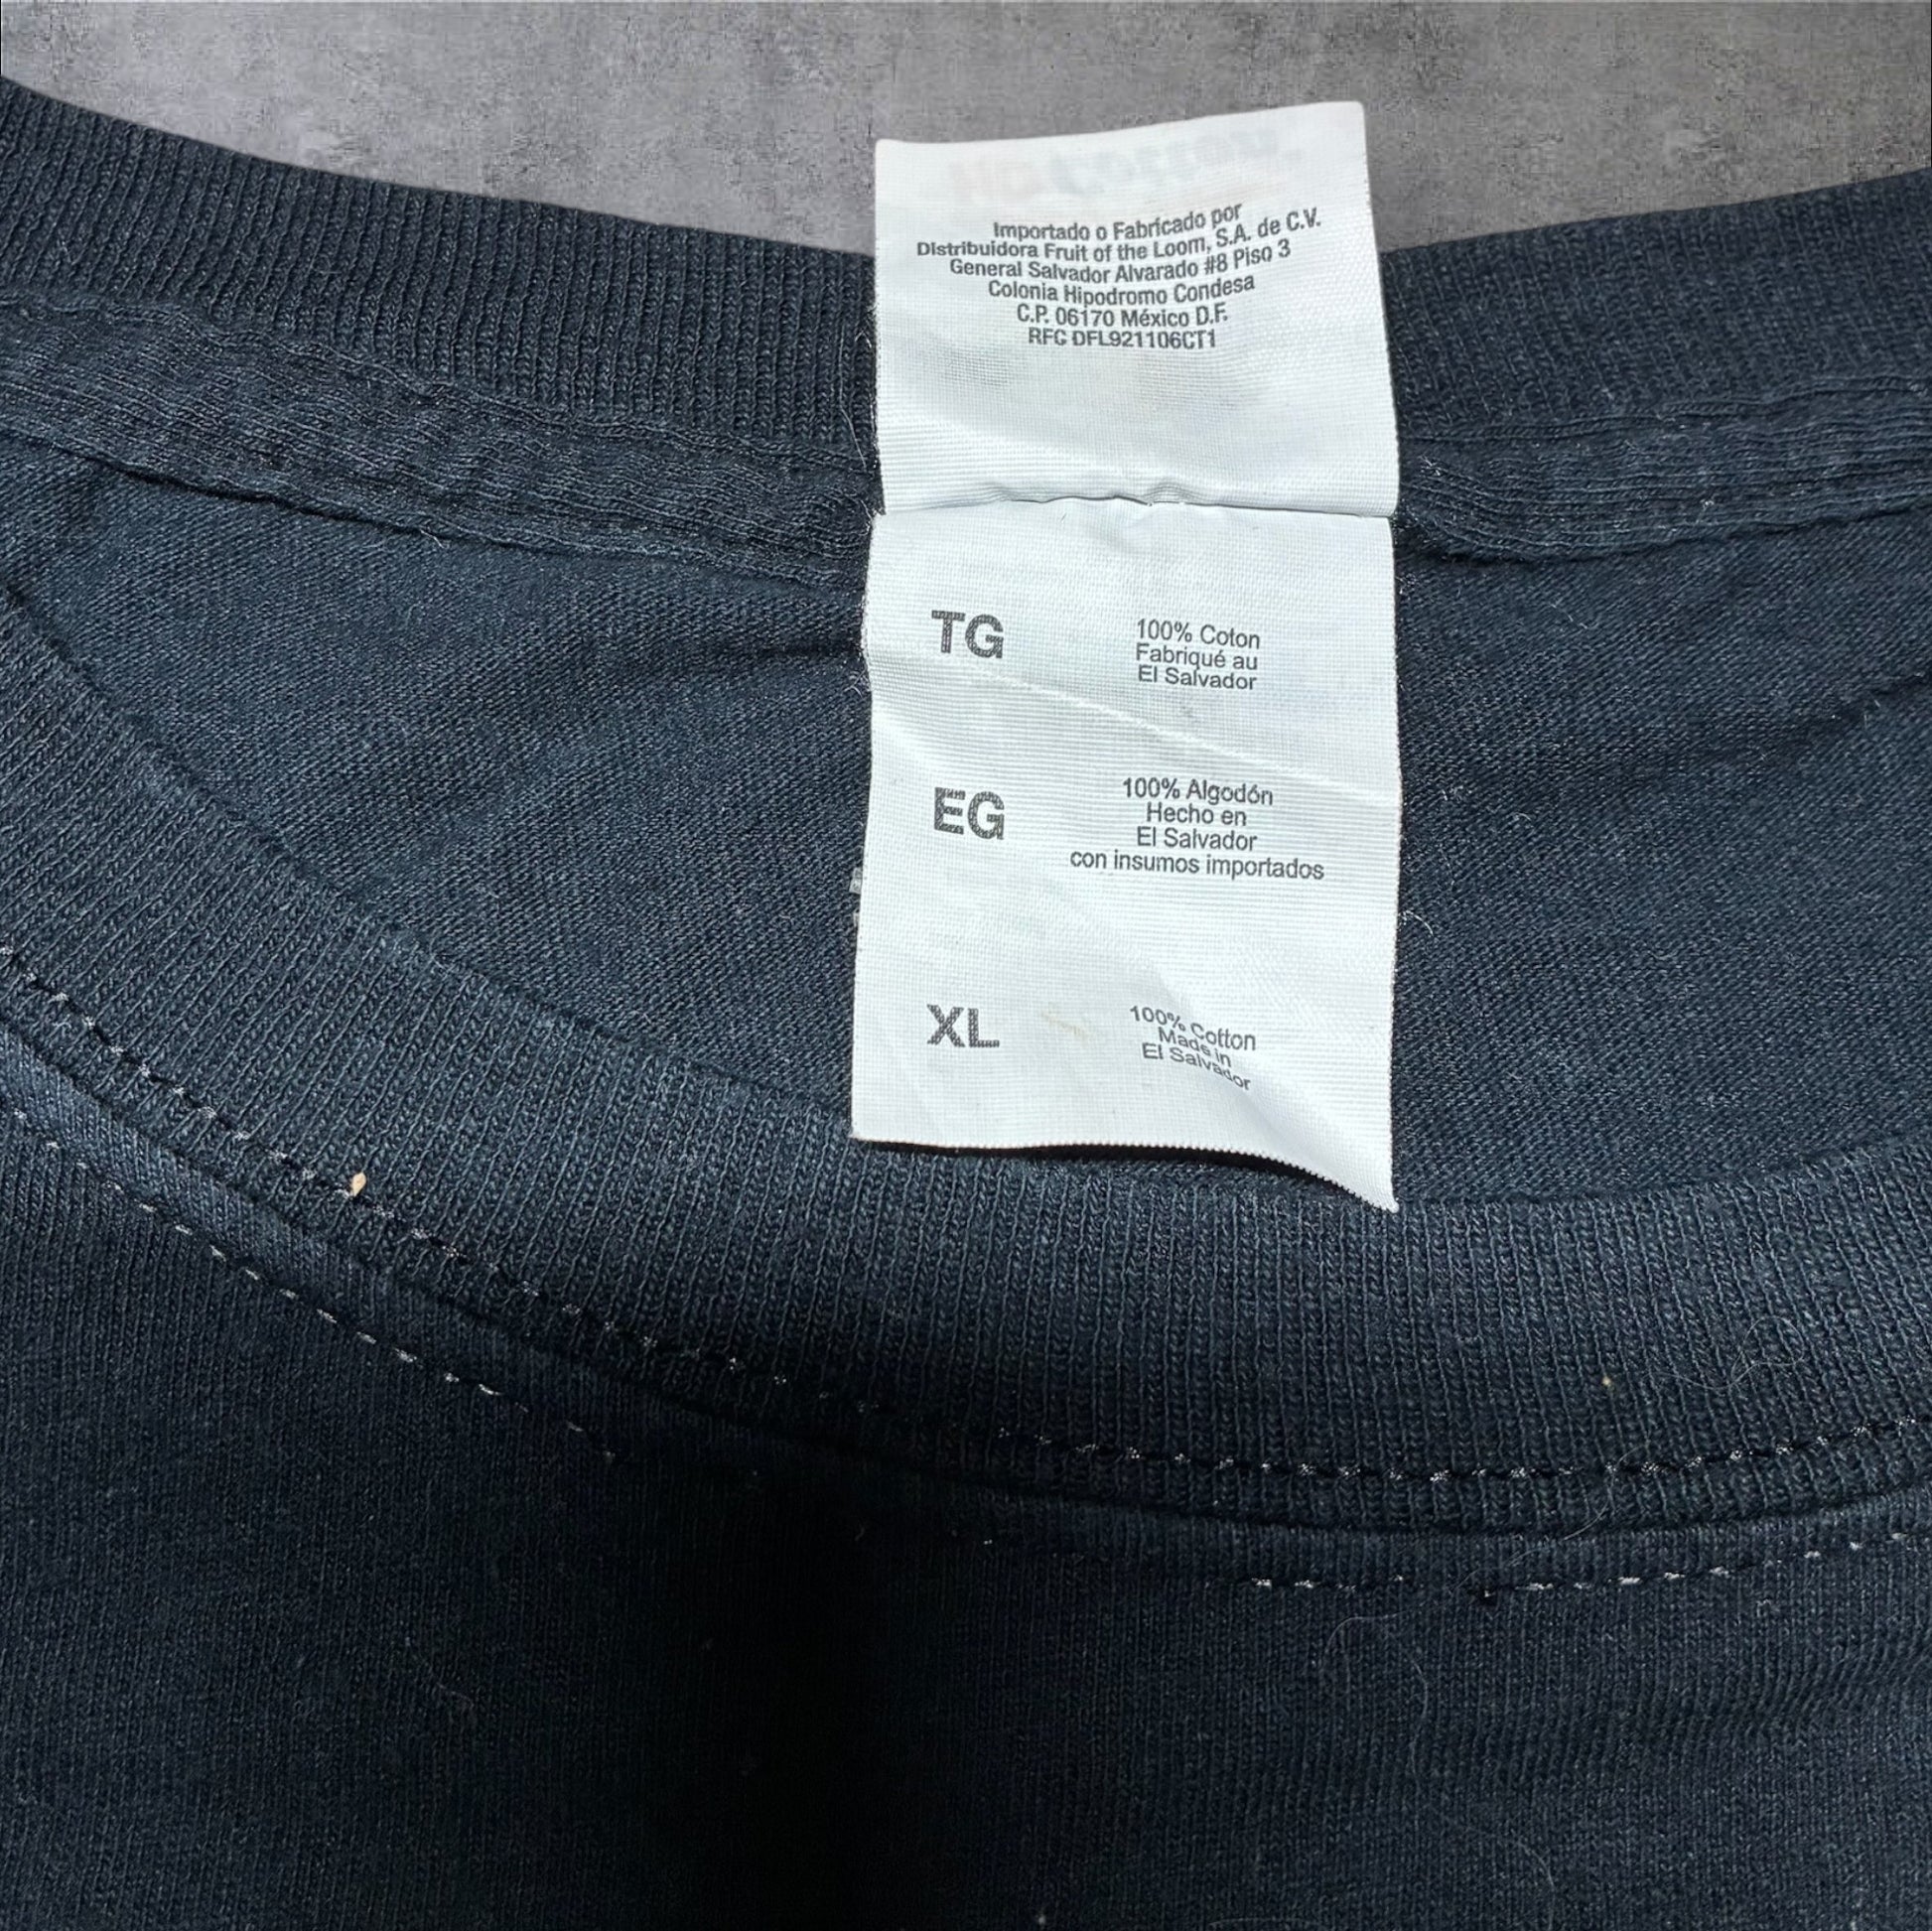 Importado o Fabricado por
Distribuidora Fruit of the Loom, S.A. de C.V.
General Salvador Alvarado #8 Piso 3
Colonia Hipodromo Condesa
C.P. 06170 México D.F.
RFC DFL921106CT1
TG
100% Coton
Fabriqué au
El Salvador
EG
100% Algodón
Hecho en
El Salvador
con insumos importados
XL
100% Cotton
Made in
El Salvador